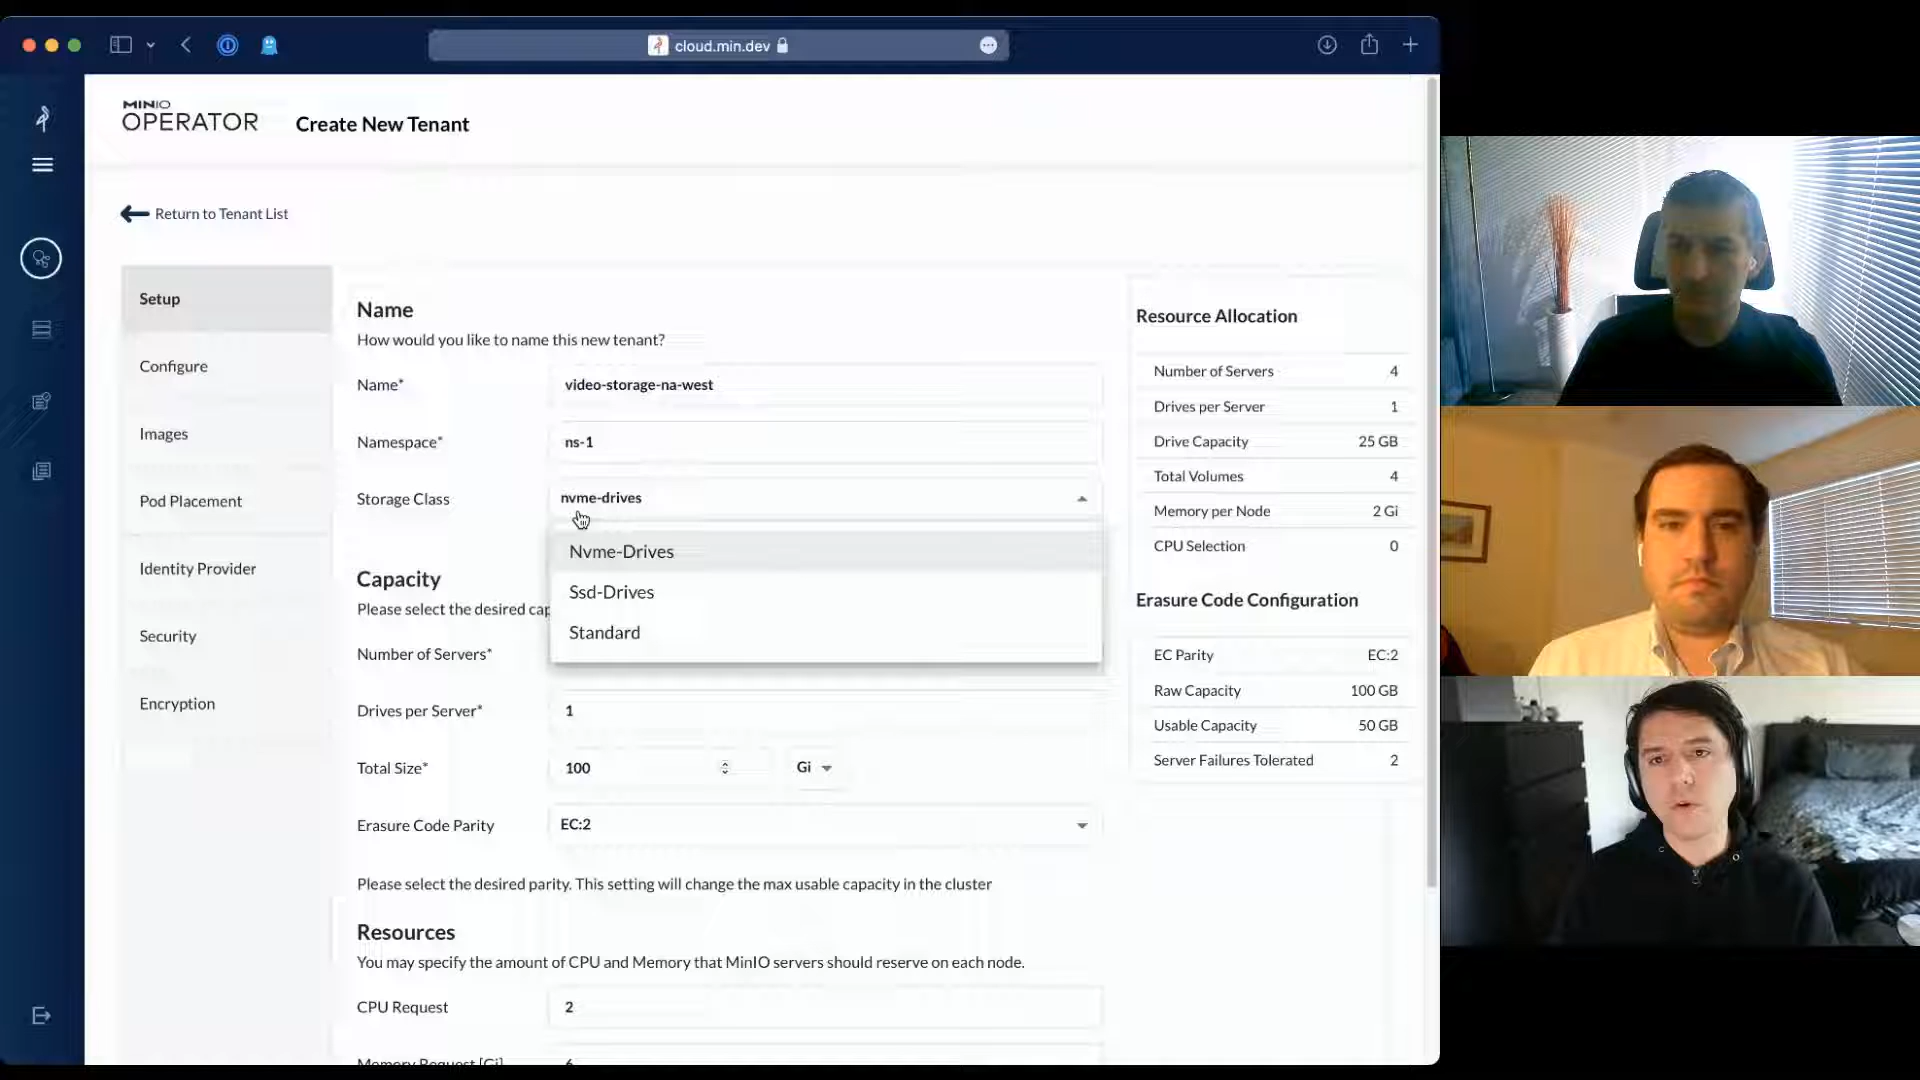 cloud.min.dev
MINIO
OPERATOR
Create New Tenant
Return to Tenant List
Setup
Configure
Images
Pod Placement
Identity Provider
Security
Encryption
Name
How would you like to name this new tenant?
Name* video-storage-na-west
Namespace* ns-1
Storage Class nvme-drives
Nvme-Drives
Ssd-Drives
Standard
Capacity
Please select the desired cap
Number of Servers*
Drives per Server* 1
Total Size* 100 Gi
Erasure Code Parity EC:2
Please select the desired parity. This setting will change the max usable capacity in the cluster
Resources
You may specify the amount of CPU and Memory that MinIO servers should reserve on each node.
CPU Request 2
Memory Request [Gi]
Resource Allocation
Number of Servers 4
Drives per Server 1
Drive Capacity 25 GB
Total Volumes 4
Memory per Node 2 Gi
CPU Selection 0
Erasure Code Configuration
EC Parity EC:2
Raw Capacity 100 GB
Usable Capacity 50 GB
Server Failures Tolerated 2